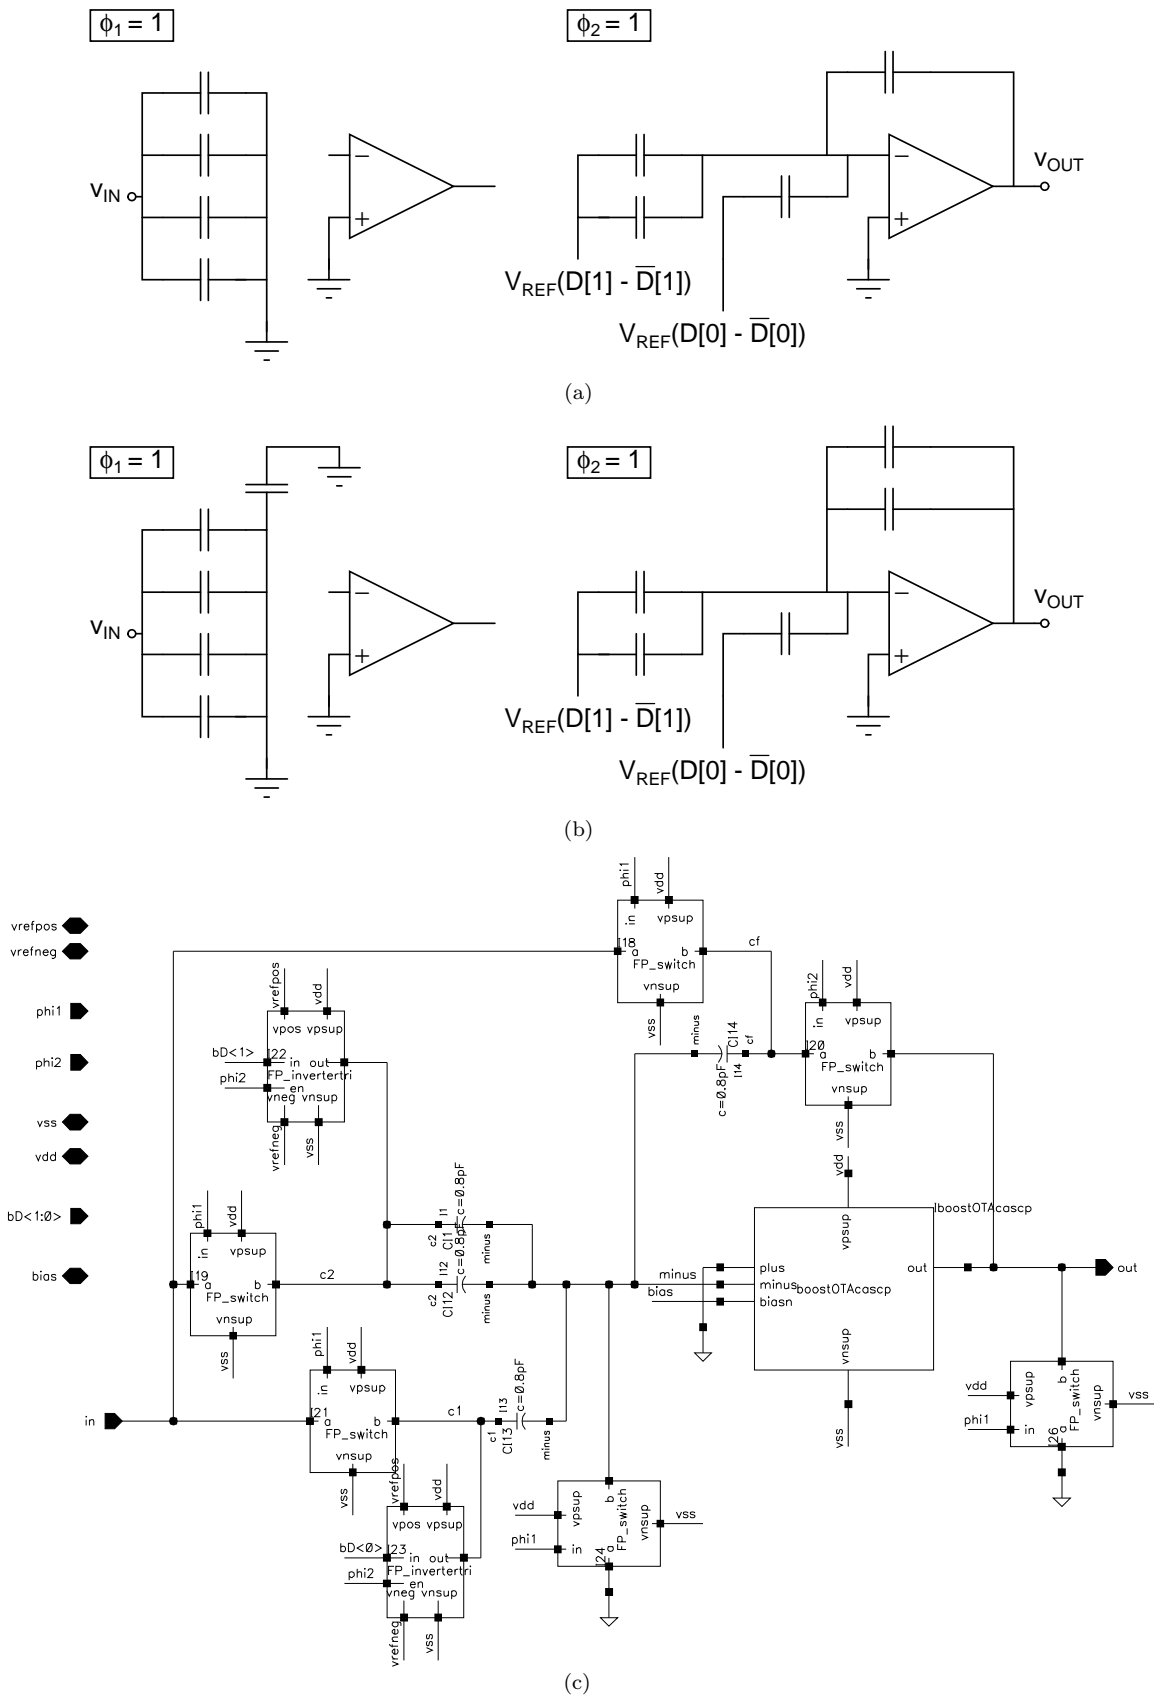 ϕ1 = 1
ϕ2 = 1
vIN
−
+
−
+
vOUT
VREF(D[1] - D̅[1])
VREF(D[0] - D̅[0])
(a)
ϕ1 = 1
ϕ2 = 1
vIN
−
+
−
+
vOUT
VREF(D[1] - D̅[1])
VREF(D[0] - D̅[0])
(b)
vrefpos
vrefneg
phi1
phi2
vss
vdd
bD<1:0>
bias
in
phi1
vdd
in
vpsup
I18
a
b
FP_switch
vnsup
vss
cf
vrefpos
vdd
vpos vpsup
bD<1>
I22
in out
FP_invertertri
phi2
en
vneg vnsup
vrefneg
vss
minus
c=0.8pF
CI14
I14
cf
phi2
vdd
in
vpsup
I20
a
b
FP_switch
vnsup
vss
phi1
vdd
in
vpsup
I19
a
b
FP_switch
vnsup
vss
c2
c2
I1
CI1
c=0.8pF
minus
c2
I12
CI12
c=0.8pF
minus
vdd
vpsup
IboostOTAcascp
plus
minus
minus
boostOTAcascp
bias
biasn
out
vnsup
vss
out
phi1
vdd
in
vpsup
I21
a
b
FP_switch
vnsup
vss
c1
c1
I13
CI13
c=0.8pF
minus
vrefpos
vdd
vpos vpsup
bD<0>
I23
in out
FP_invertertri
phi2
en
vneg vnsup
vrefneg
vss
vdd
vpsup
phi1
in
b
FP_switch
a
I24
vnsup
vss
vdd
vpsup
phi1
in
b
FP_switch
a
I26
vnsup
vss
(c)